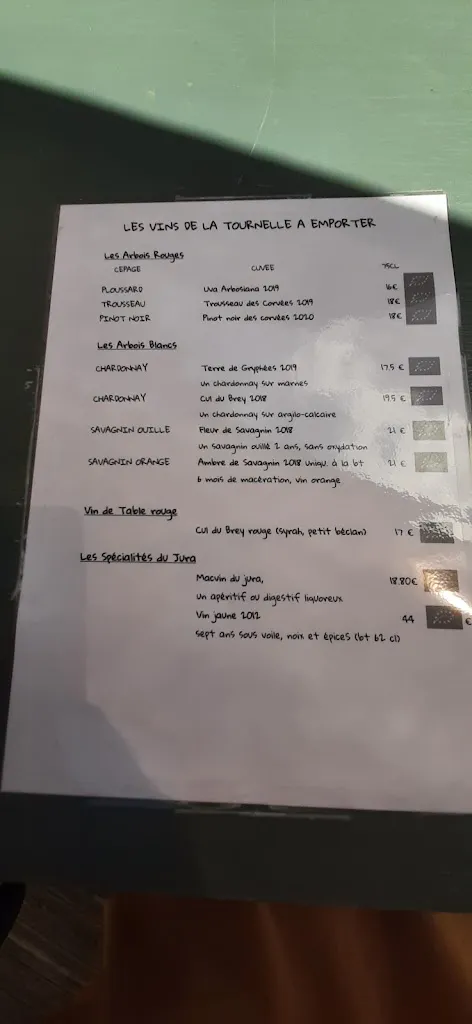 LES VINS DE LA TOURNELLE A EMPORTER
Les Arbois Rouges
CEPAGE CUVEE 75CL
PLOUSSARD Uva Arbosiana 2019 16€
TROUSSEAU Trousseau des Corvées 2019 18€
PINOT NOIR Pinot noir des corvées 2020 18€
Les Arbois Blancs
CHARDONNAY Terre de Gryphées 2019 17.5 €
un chardonnay sur marnes
CHARDONNAY Cul du Brey 2018 19.5 €
un chardonnay sur argilo-calcaire
SAVAGNIN OUILLE Fleur de Savagnin 2018 21 €
un savagnin ouillé 2 ans, sans oxydation
SAVAGNIN ORANGE Ambre de Savagnin 2018 uniqu. à la bt 21 €
6 mois de macération, vin orange
Vin de Table rouge
Cul du Brey rouge (syrah, petit béclan) 17 €
Les Spécialités du Jura
Macvin du jura, 18.80€
un apéritif ou digestif liquoreux
Vin jaune 2012 44 €
sept ans sous voile, noix et épices (bt 62 cl)